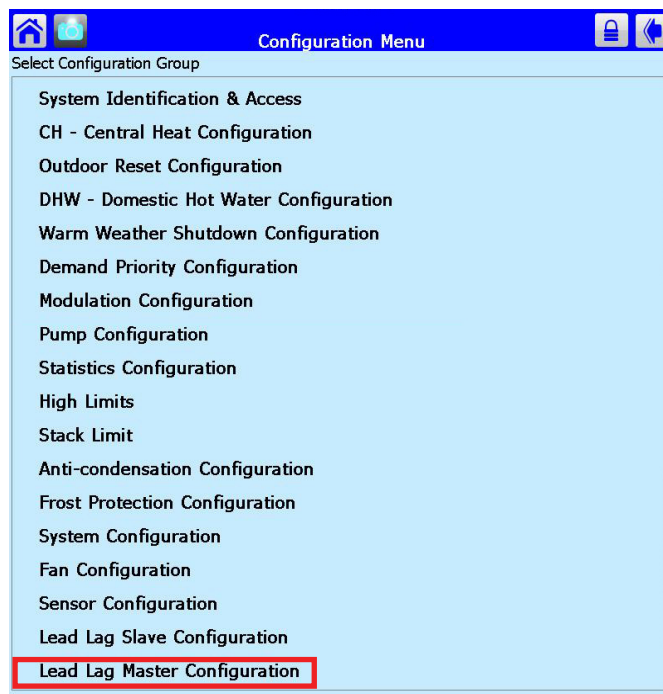 Configuration Menu
Select Configuration Group
System Identification & Access
CH - Central Heat Configuration
Outdoor Reset Configuration
DHW - Domestic Hot Water Configuration
Warm Weather Shutdown Configuration
Demand Priority Configuration
Modulation Configuration
Pump Configuration
Statistics Configuration
High Limits
Stack Limit
Anti-condensation Configuration
Frost Protection Configuration
System Configuration
Fan Configuration
Sensor Configuration
Lead Lag Slave Configuration
Lead Lag Master Configuration